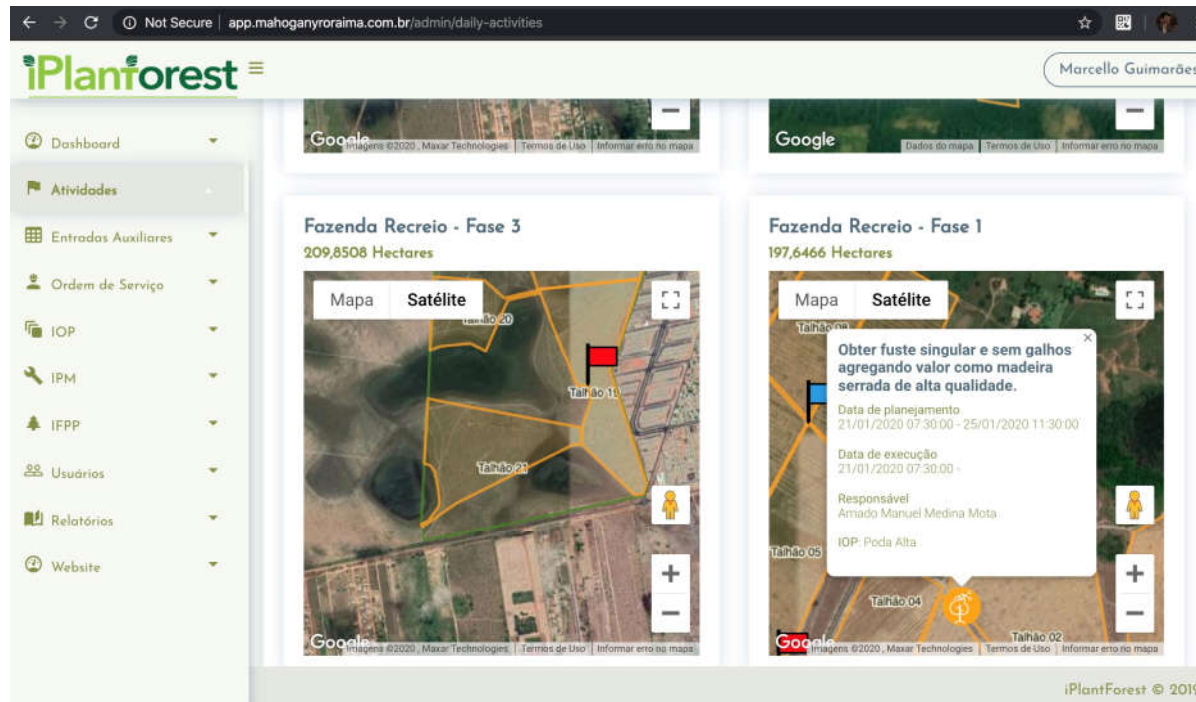 Not Secure | app.mahoganyroraima.com.br/admin/daily-activities
iPlanforest
Marcello Guimarães
Dashboard
Atividades
Entradas Auxiliares
Ordem de Serviço
IOP
IPM
IFPP
Usuários
Relatórios
Website
Google
Imagens ©2020 , Maxar Technologies
Termos de Uso
Informar erro no mapa
Google
Dados do mapa
Termos de Uso
Informar erro no mapa
Fazenda Recreio - Fase 3
209,8508 Hectares
Mapa Satélite
Talhão 20
Talhão 19
Talhão 21
Google
Imagens ©2020 , Maxar Technologies
Termos de Uso
Informar erro no mapa
Fazenda Recreio - Fase 1
197,6466 Hectares
Mapa Satélite
Obter fuste singular e sem galhos
agregando valor como madeira
serrada de alta qualidade.
Data de planejamento
21/01/2020 07:30:00 - 25/01/2020 11:30:00
Data de execução
21/01/2020 07:30:00 -
Responsável
Amado Manuel Medina Mota
IOP: Poda Alta
Talhão 05
Talhão 04
Talhão 02
Google
Imagens ©2020 , Maxar Technologies
Termos de Uso
Informar erro no mapa
iPlantForest © 2019